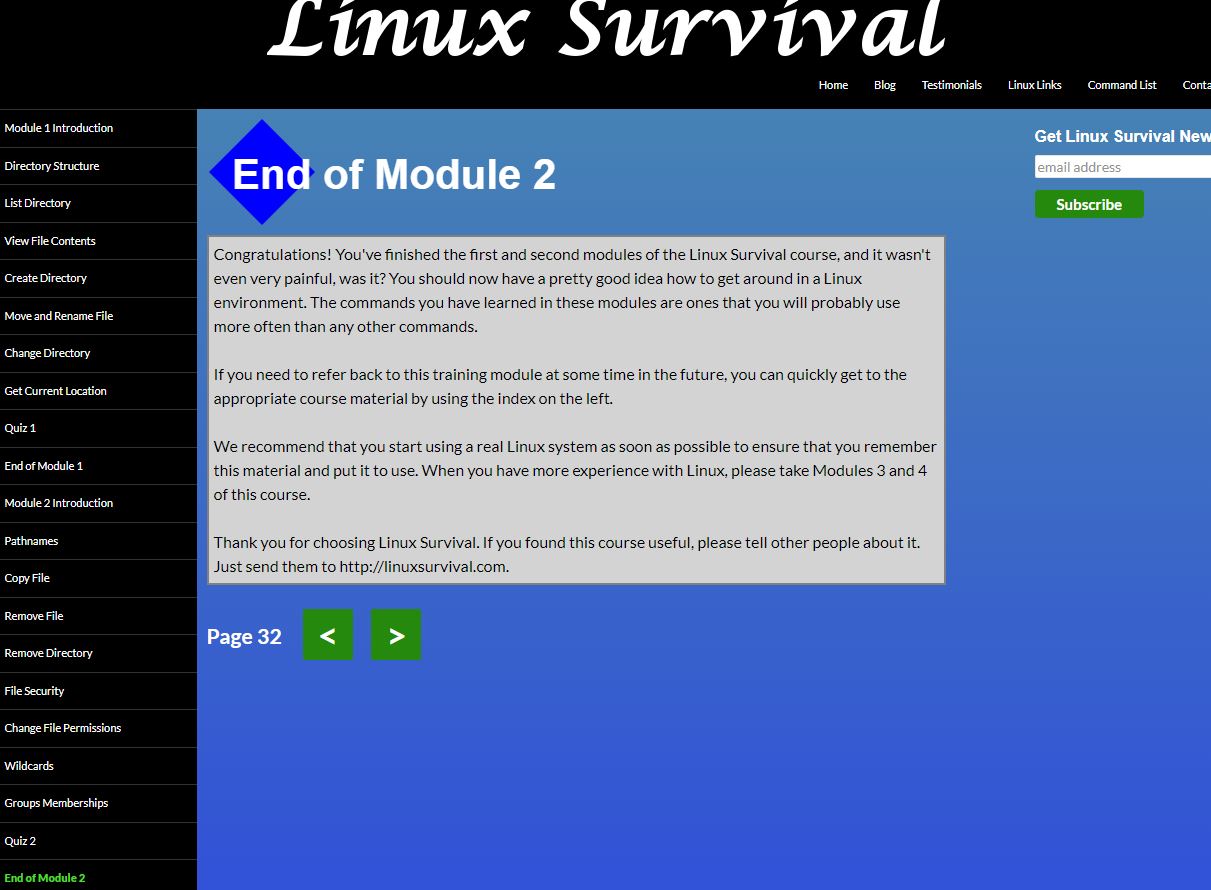 Linux Survival
Home Blog Testimonials Linux Links Command List
Module 1 Introduction
Directory Structure
List Directory
View File Contents
Create Directory
Move and Rename File
Change Directory
Get Current Location
Quiz 1
End of Module 1
Module 2 Introduction
Pathnames
Copy File
Remove File
Remove Directory
File Security
Change File Permissions
Wildcards
Groups Memberships
Quiz 2
End of Module 2
End of Module 2
Congratulations! You've finished the first and second modules of the Linux Survival course, and it wasn't
even very painful, was it? You should now have a pretty good idea how to get around in a Linux
environment. The commands you have learned in these modules are ones that you will probably use
more often than any other commands.
If you need to refer back to this training module at some time in the future, you can quickly get to the
appropriate course material by using the index on the left.
We recommend that you start using a real Linux system as soon as possible to ensure that you remember
this material and put it to use. When you have more experience with Linux, please take Modules 3 and 4
of this course.
Thank you for choosing Linux Survival. If you found this course useful, please tell other people about it.
Just send them to http://linuxsurvival.com.
Page 32 < >
Get Linux Survival New
email address
Subscribe